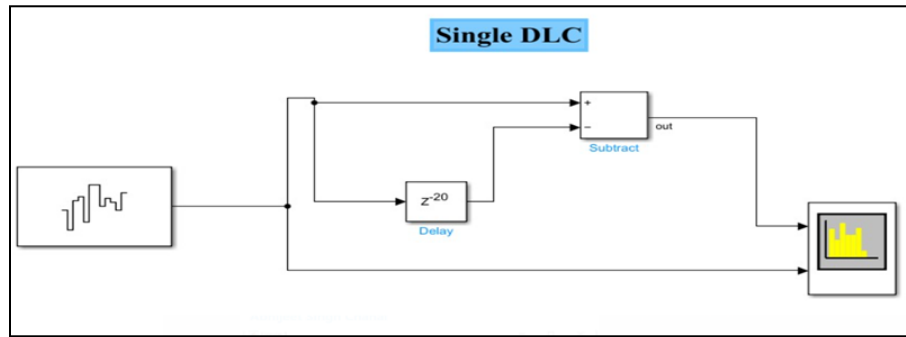 Single DLC
+
−
out
Subtract
z-20
Delay